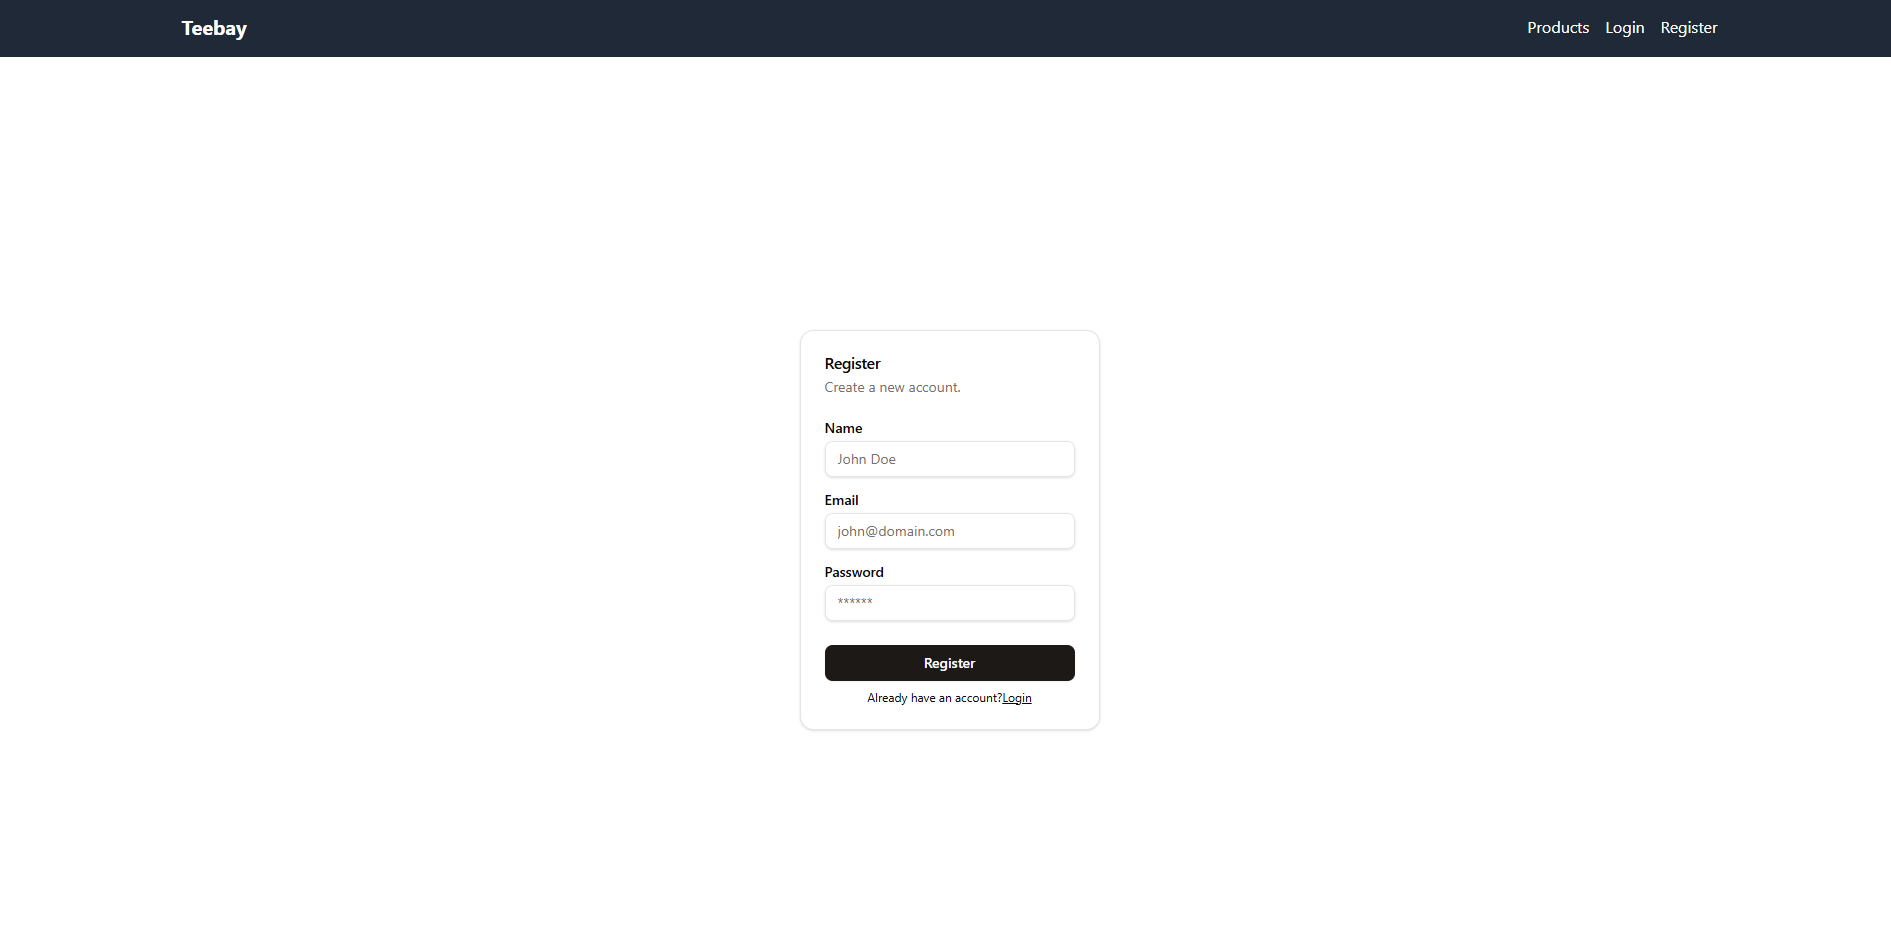 Teebay
Products Login Register
Register
Create a new account.
Name
John Doe
Email
john@domain.com
Password
******
Register
Already have an account?Login